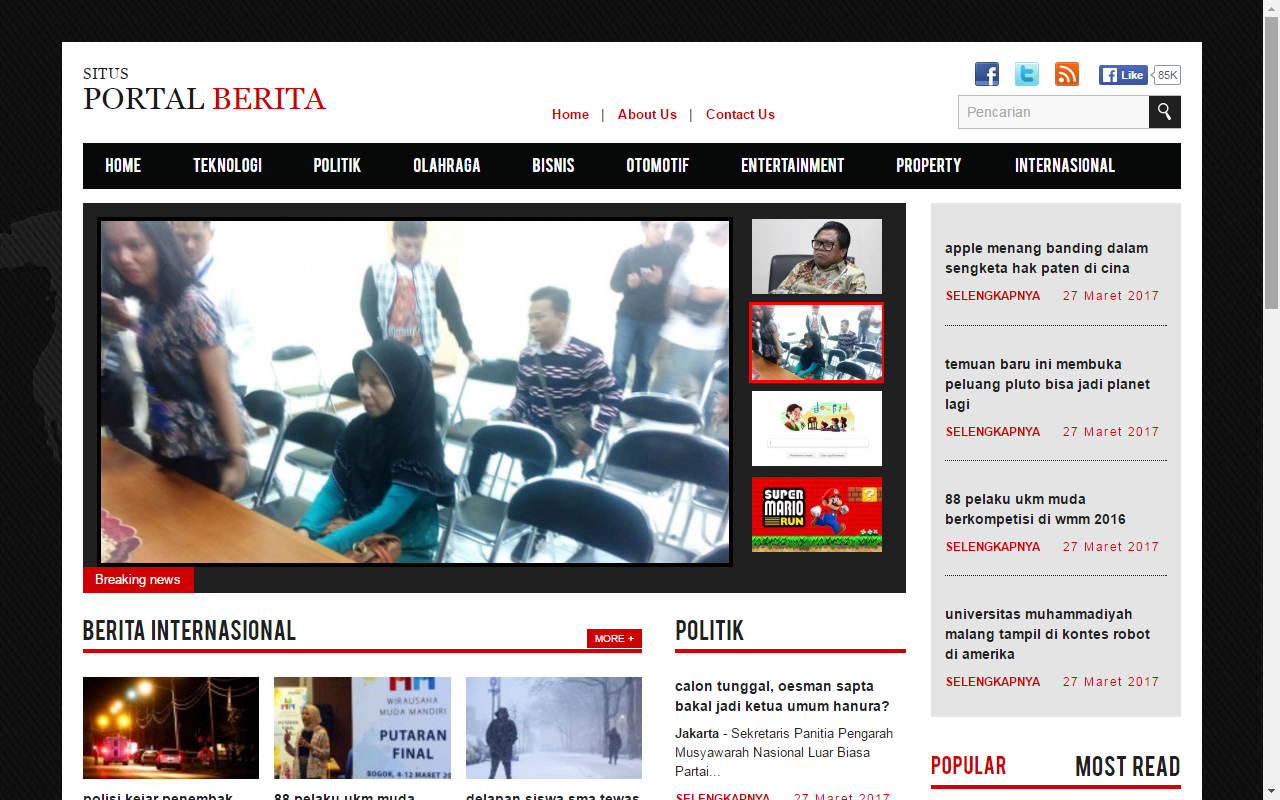 SITUS
PORTAL BERITA
Home | About Us | Contact Us
Like 85K
Pencarian
HOME TEKNOLOGI POLITIK OLAHRAGA BISNIS OTOMOTIF ENTERTAINMENT PROPERTY INTERNASIONAL
SUPER
MARIO
RUN
Breaking news
apple menang banding dalam
sengketa hak paten di cina
SELENGKAPNYA 27 Maret 2017
temuan baru ini membuka
peluang pluto bisa jadi planet
lagi
SELENGKAPNYA 27 Maret 2017
88 pelaku ukm muda
berkompetisi di wmm 2016
SELENGKAPNYA 27 Maret 2017
universitas muhammadiyah
malang tampil di kontes robot
di amerika
SELENGKAPNYA 27 Maret 2017
BERITA INTERNASIONAL
MORE +
WIRAUSAHA
MUDA MANDIRI
PUTARAN
FINAL
BOGOR, 4-12 MARET 20
polisi kejar penembak
88 pelaku ukm muda
delapan siswa sma tewas
POLITIK
calon tunggal, oesman sapta
bakal jadi ketua umum hanura?
Jakarta - Sekretaris Panitia Pengarah
Musyawarah Nasional Luar Biasa
Partai...
SELENGKAPNYA 27 Maret 2017
POPULAR MOST READ